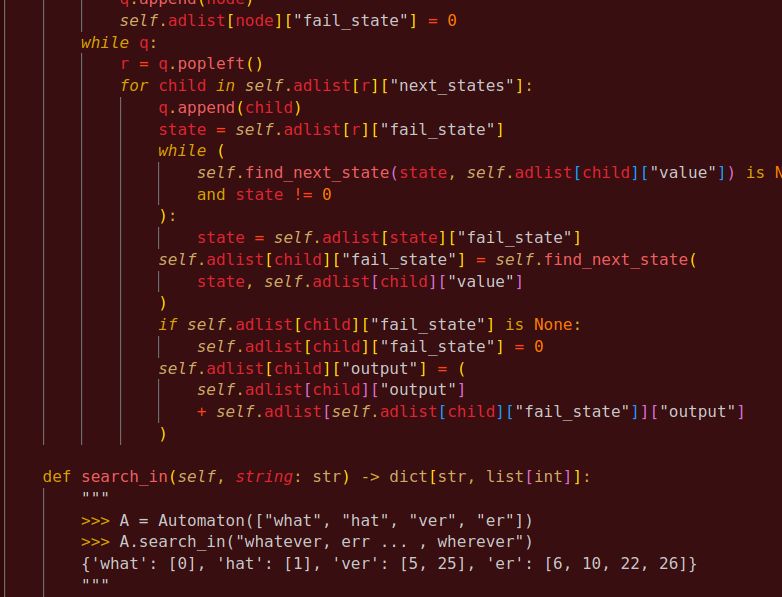 q.append(node)
self.adlist[node]["fail_state"] = 0
while q:
r = q.popleft()
for child in self.adlist[r]["next_states"]:
q.append(child)
state = self.adlist[r]["fail_state"]
while (
self.find_next_state(state, self.adlist[child]["value"]) is N
and state != 0
):
state = self.adlist[state]["fail_state"]
self.adlist[child]["fail_state"] = self.find_next_state(
state, self.adlist[child]["value"]
)
if self.adlist[child]["fail_state"] is None:
self.adlist[child]["fail_state"] = 0
self.adlist[child]["output"] = (
self.adlist[child]["output"]
+ self.adlist[self.adlist[child]["fail_state"]]["output"]
)
def search_in(self, string: str) -> dict[str, list[int]]:
"""
>>> A = Automaton(["what", "hat", "ver", "er"])
>>> A.search_in("whatever, err ... , wherever")
{'what': [0], 'hat': [1], 'ver': [5, 25], 'er': [6, 10, 22, 26]}
"""